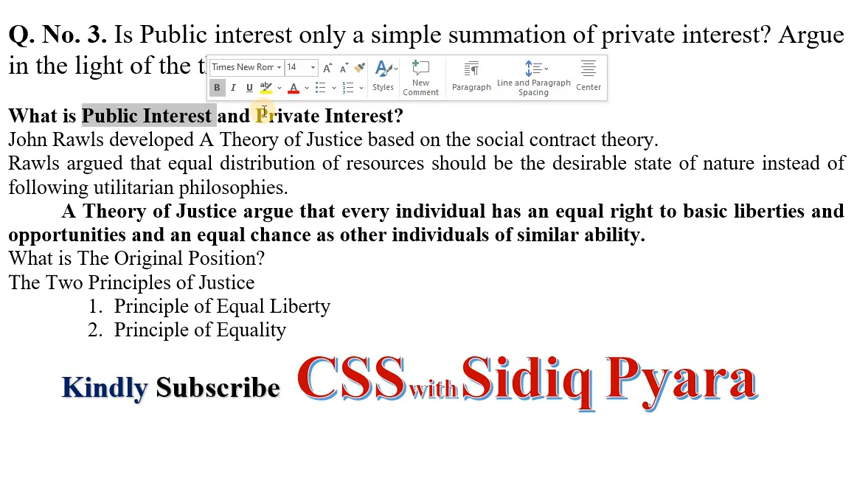 Q. No. 3. Is Public interest only a simple summation of private interest? Argue
in the light of the t
Times New Rom 14
B I U ab A Styles New Comment Paragraph Line and Paragraph Spacing Center
What is Public Interest and Private Interest?
John Rawls developed A Theory of Justice based on the social contract theory.
Rawls argued that equal distribution of resources should be the desirable state of nature instead of
following utilitarian philosophies.
A Theory of Justice argue that every individual has an equal right to basic liberties and
opportunities and an equal chance as other individuals of similar ability.
What is The Original Position?
The Two Principles of Justice
1. Principle of Equal Liberty
2. Principle of Equality
Kindly Subscribe CSS with Sidiq Pyara